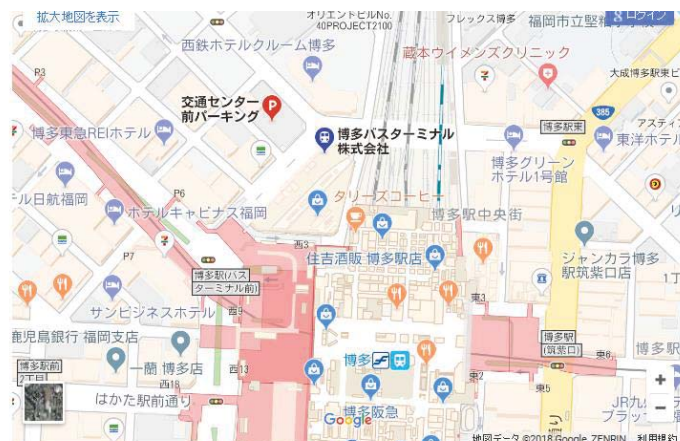 拡大地図を表示
オリエントビルNo.
40PROJECT2100
フレックス博多
福岡市立堅粕
ログイン
西鉄ホテルクルーム博多
蔵本ウイメンズクリニック
P3
大成博多駅東ビ
交通センター
前パーキング
385
博多駅東
アスティ
博多東急REIホテル
博多バスターミナル
株式会社
博多グリーン
ホテル1号館
東洋ホテル
テル日航福岡
P6
タリーズコーヒー
ホテルキャビナス福岡
博多駅中央街
西3
P7
住吉酒販 博多駅店
ジャンカラ博多
駅筑紫口店
博多駅(バス
ターミナル前)
1丁
東3
サンビジネスホテル
西9
鹿児島銀行 福岡支店
博多駅
(筑紫口)
博多駅
東6
一蘭 博多店
西13
博多
博多駅前
2丁目
西18
東2
東5
はかた駅前通り
博多阪急
JR九
ブラッ
Google
地図データ ©2018 Google, ZENRIN
利用規約